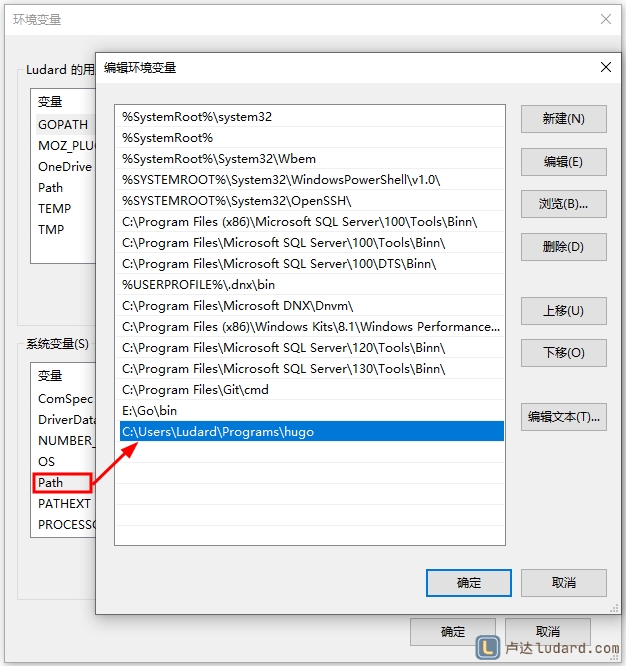 环境变量
Ludard 的用
变量
GOPATH
MOZ_PLU
OneDrive
Path
TEMP
TMP
系统变量(S)
变量
ComSpec
DriverData
NUMBER_
OS
Path
PATHEXT
PROCESSO
编辑环境变量
%SystemRoot%\system32
%SystemRoot%
%SystemRoot%\System32\Wbem
%SYSTEMROOT%\System32\WindowsPowerShell\v1.0\
%SYSTEMROOT%\System32\OpenSSH\
C:\Program Files (x86)\Microsoft SQL Server\100\Tools\Binn\
C:\Program Files\Microsoft SQL Server\100\Tools\Binn\
C:\Program Files\Microsoft SQL Server\100\DTS\Binn\
%USERPROFILE%\.dnx\bin
C:\Program Files\Microsoft DNX\Dnvm\
C:\Program Files (x86)\Windows Kits\8.1\Windows Performance...
C:\Program Files\Microsoft SQL Server\120\Tools\Binn\
C:\Program Files\Microsoft SQL Server\130\Tools\Binn\
C:\Program Files\Git\cmd
E:\Go\bin
C:\Users\Ludard\Programs\hugo
新建(N)
编辑(E)
浏览(B)...
删除(D)
上移(U)
下移(O)
编辑文本(T)...
确定
取消
确定
取消
L 卢达ludard.com